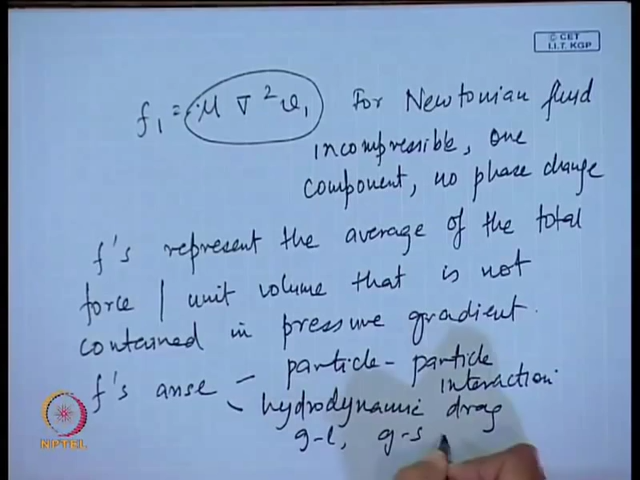 © CET
I.I.T. KGP
f₁ = μ ∇² v₁ For Newtonian fluid
incompressible, one
component, no phase change
f's represent the average of the total
force / unit volume that is not
contained in pressure gradient.
f's arise - particle - particle
interaction
- hydrodynamic drag
g-l, g-s
NPTEL